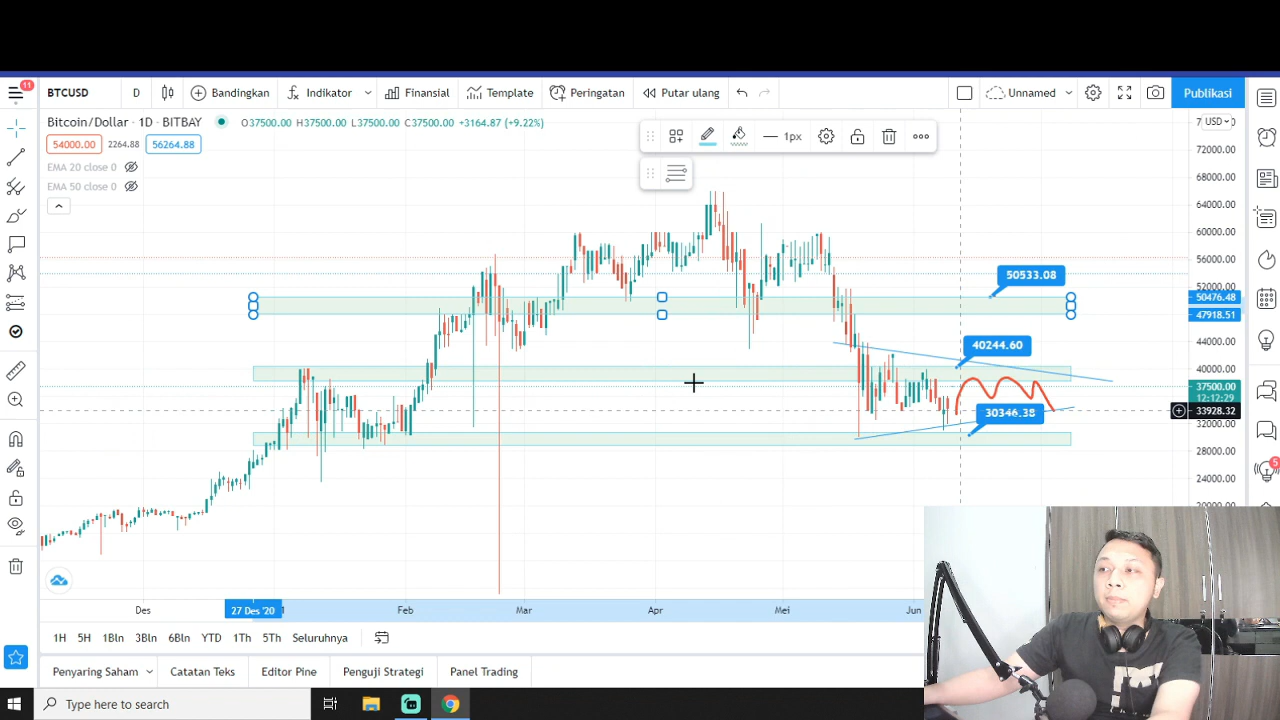 11
BTCUSD D Bandingkan Indikator Finansial Template Peringatan Putar ulang Unnamed Publikasi
Bitcoin/Dollar · 1D · BITBAY O37500.00 H37500.00 L37500.00 C37500.00 +3164.87 (+9.22%)
USD
54000.00 2264.88 56264.88
1px
EMA 20 close 0
EMA 50 close 0
72000.00
68000.00
64000.00
60000.00
56000.00
52000.00
50533.08
50476.48
47918.51
44000.00
40244.60
40000.00
37500.00
12:12:29
33928.32
30346.38
32000.00
28000.00
24000.00
5
Des 27 Des '20 Feb Mar Apr Mei Jun
1H 5H 1Bln 3Bln 6Bln YTD 1Th 5Th Seluruhnya
Penyaring Saham Catatan Teks Editor Pine Penguji Strategi Panel Trading
Type here to search